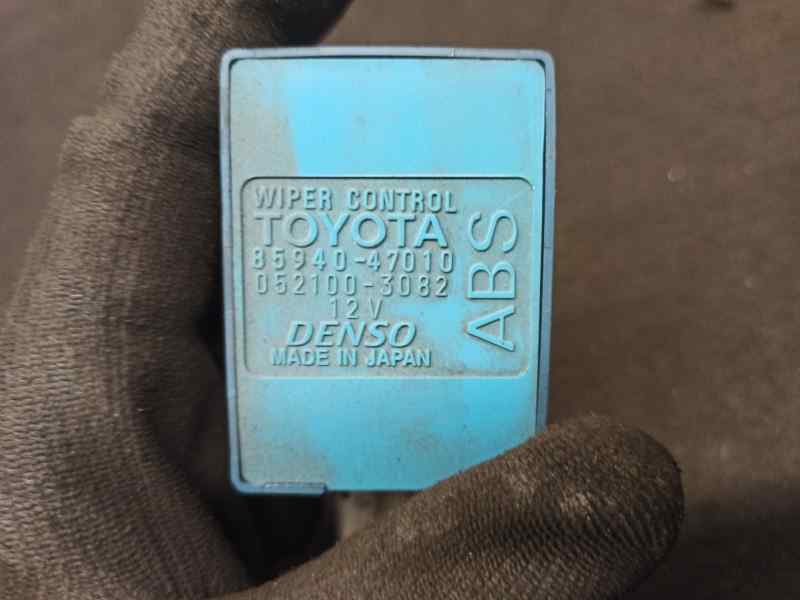 WIPER CONTROL
TOYOTA
85940-47010
052100-3082
12V
DENSO
MADE IN JAPAN
ABS